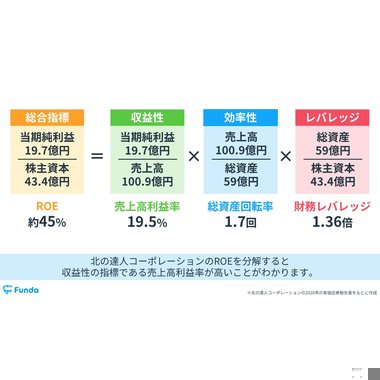 総合指標
当期純利益
19.7億円
株主資本
43.4億円
ROE
約45%
=
収益性
当期純利益
19.7億円
売上高
100.9億円
売上高利益率
19.5%
×
効率性
売上高
100.9億円
総資産
59億円
総資産回転率
1.7回
×
レバレッジ
総資産
59億円
株主資本
43.4億円
財務レバレッジ
1.36倍
北の達人コーポレーションのROEを分解すると
収益性の指標である売上高利益率が高いことがわかります。
Funda
※北の達人コーポレーションの2020年の有価証券報告書をもとに作成